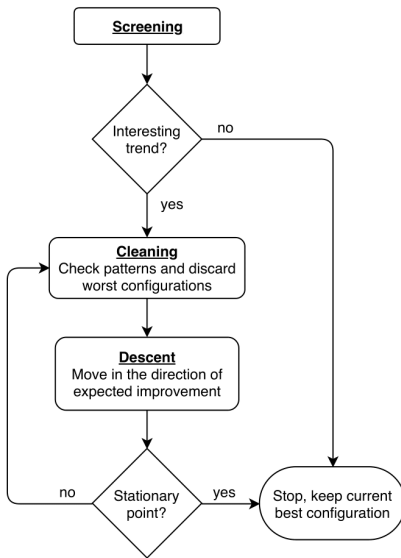 Screening
Interesting
trend?
no
yes
Cleaning
Check patterns and discard
worst configurations
Descent
Move in the direction of
expected improvement
no
Stationary
point?
yes
Stop, keep current
best configuration